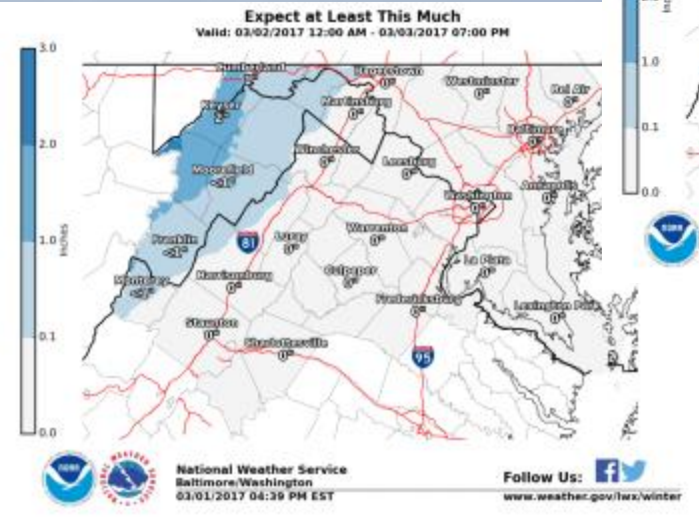 Expect at Least This Much
Valid: 03/02/2017 12:00 AM - 03/03/2017 07:00 PM
3.0
2.0
1.0
0.1
0.0
Inches
Cumberland
Hagerstown
0"
Westminster
0"
Bel Air
0"
Keyser
2"
Martinsburg
0"
Baltimore
0"
Winchester
0"
Leesburg
0"
Moorefield
<1"
Washington
0"
Annapolis
0"
Franklin
<1"
81
Luray
0"
Warrenton
0"
La Plata
0"
Monterey
<1"
Harrisonburg
0"
Culpeper
0"
Fredericksburg
0"
Lexington Park
0"
Staunton
0"
Charlottesville
0"
95
1.0
0.1
0.0
NOAA
NOAA
National Weather Service
Baltimore/Washington
03/01/2017 04:39 PM EST
Follow Us:
www.weather.gov/lwx/winter